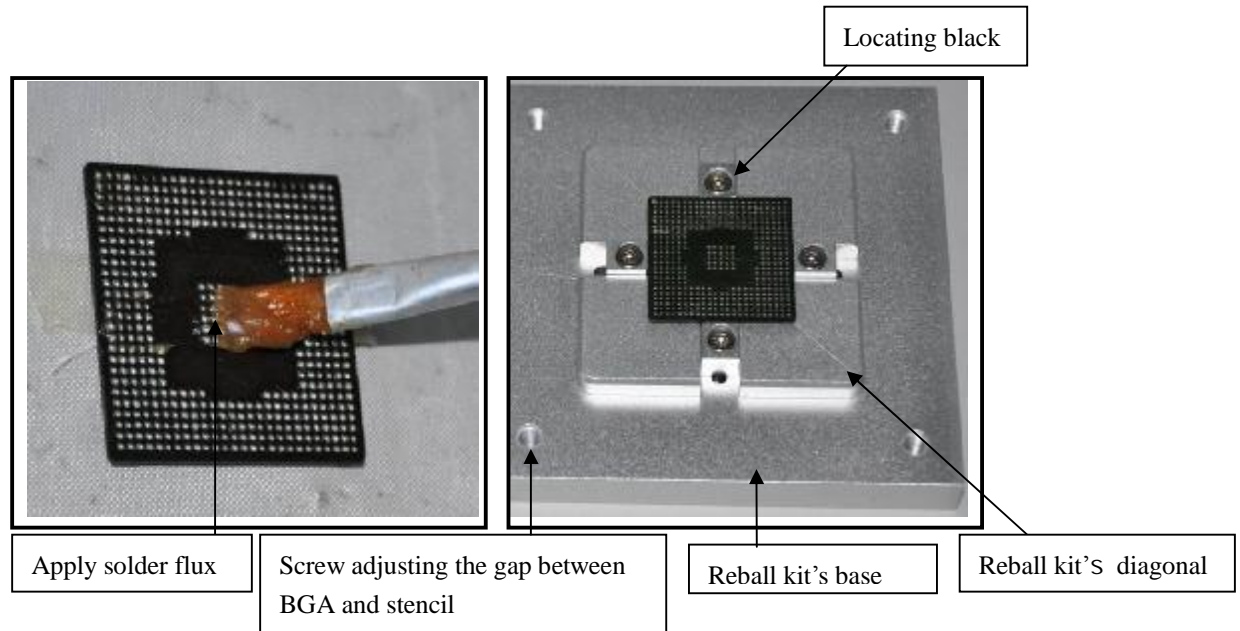 Locating black
Apply solder flux
Screw adjusting the gap between
BGA and stencil
Reball kit’s base
Reball kit’s diagonal